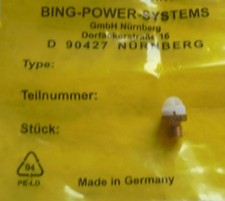 BING-POWER-SYSTEMS
GmbH Nürnberg
Dorfäckerstraße 16
D 90427 NÜRNBERG
Type:
Teilnummer:
Stück:
04
PE-LD
Made in Germany